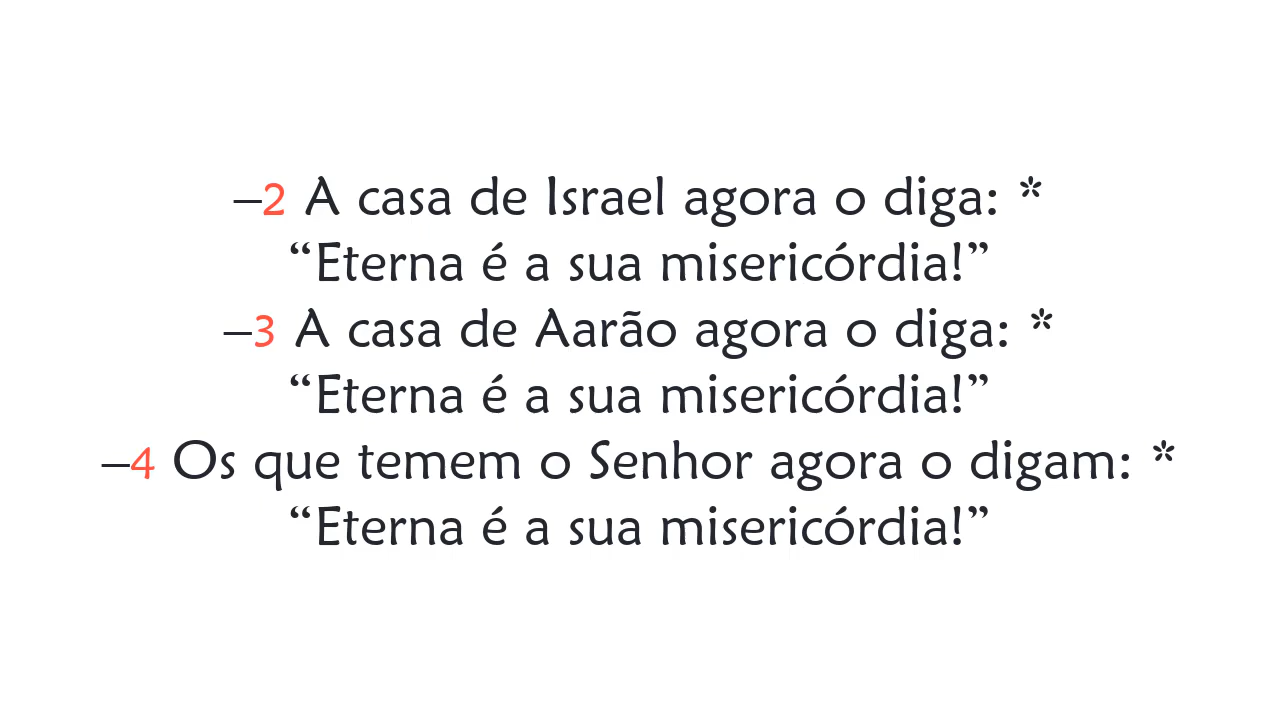 –2 A casa de Israel agora o diga: *
“Eterna é a sua misericórdia!”
–3 A casa de Aarão agora o diga: *
“Eterna é a sua misericórdia!”
–4 Os que temem o Senhor agora o digam: *
“Eterna é a sua misericórdia!”